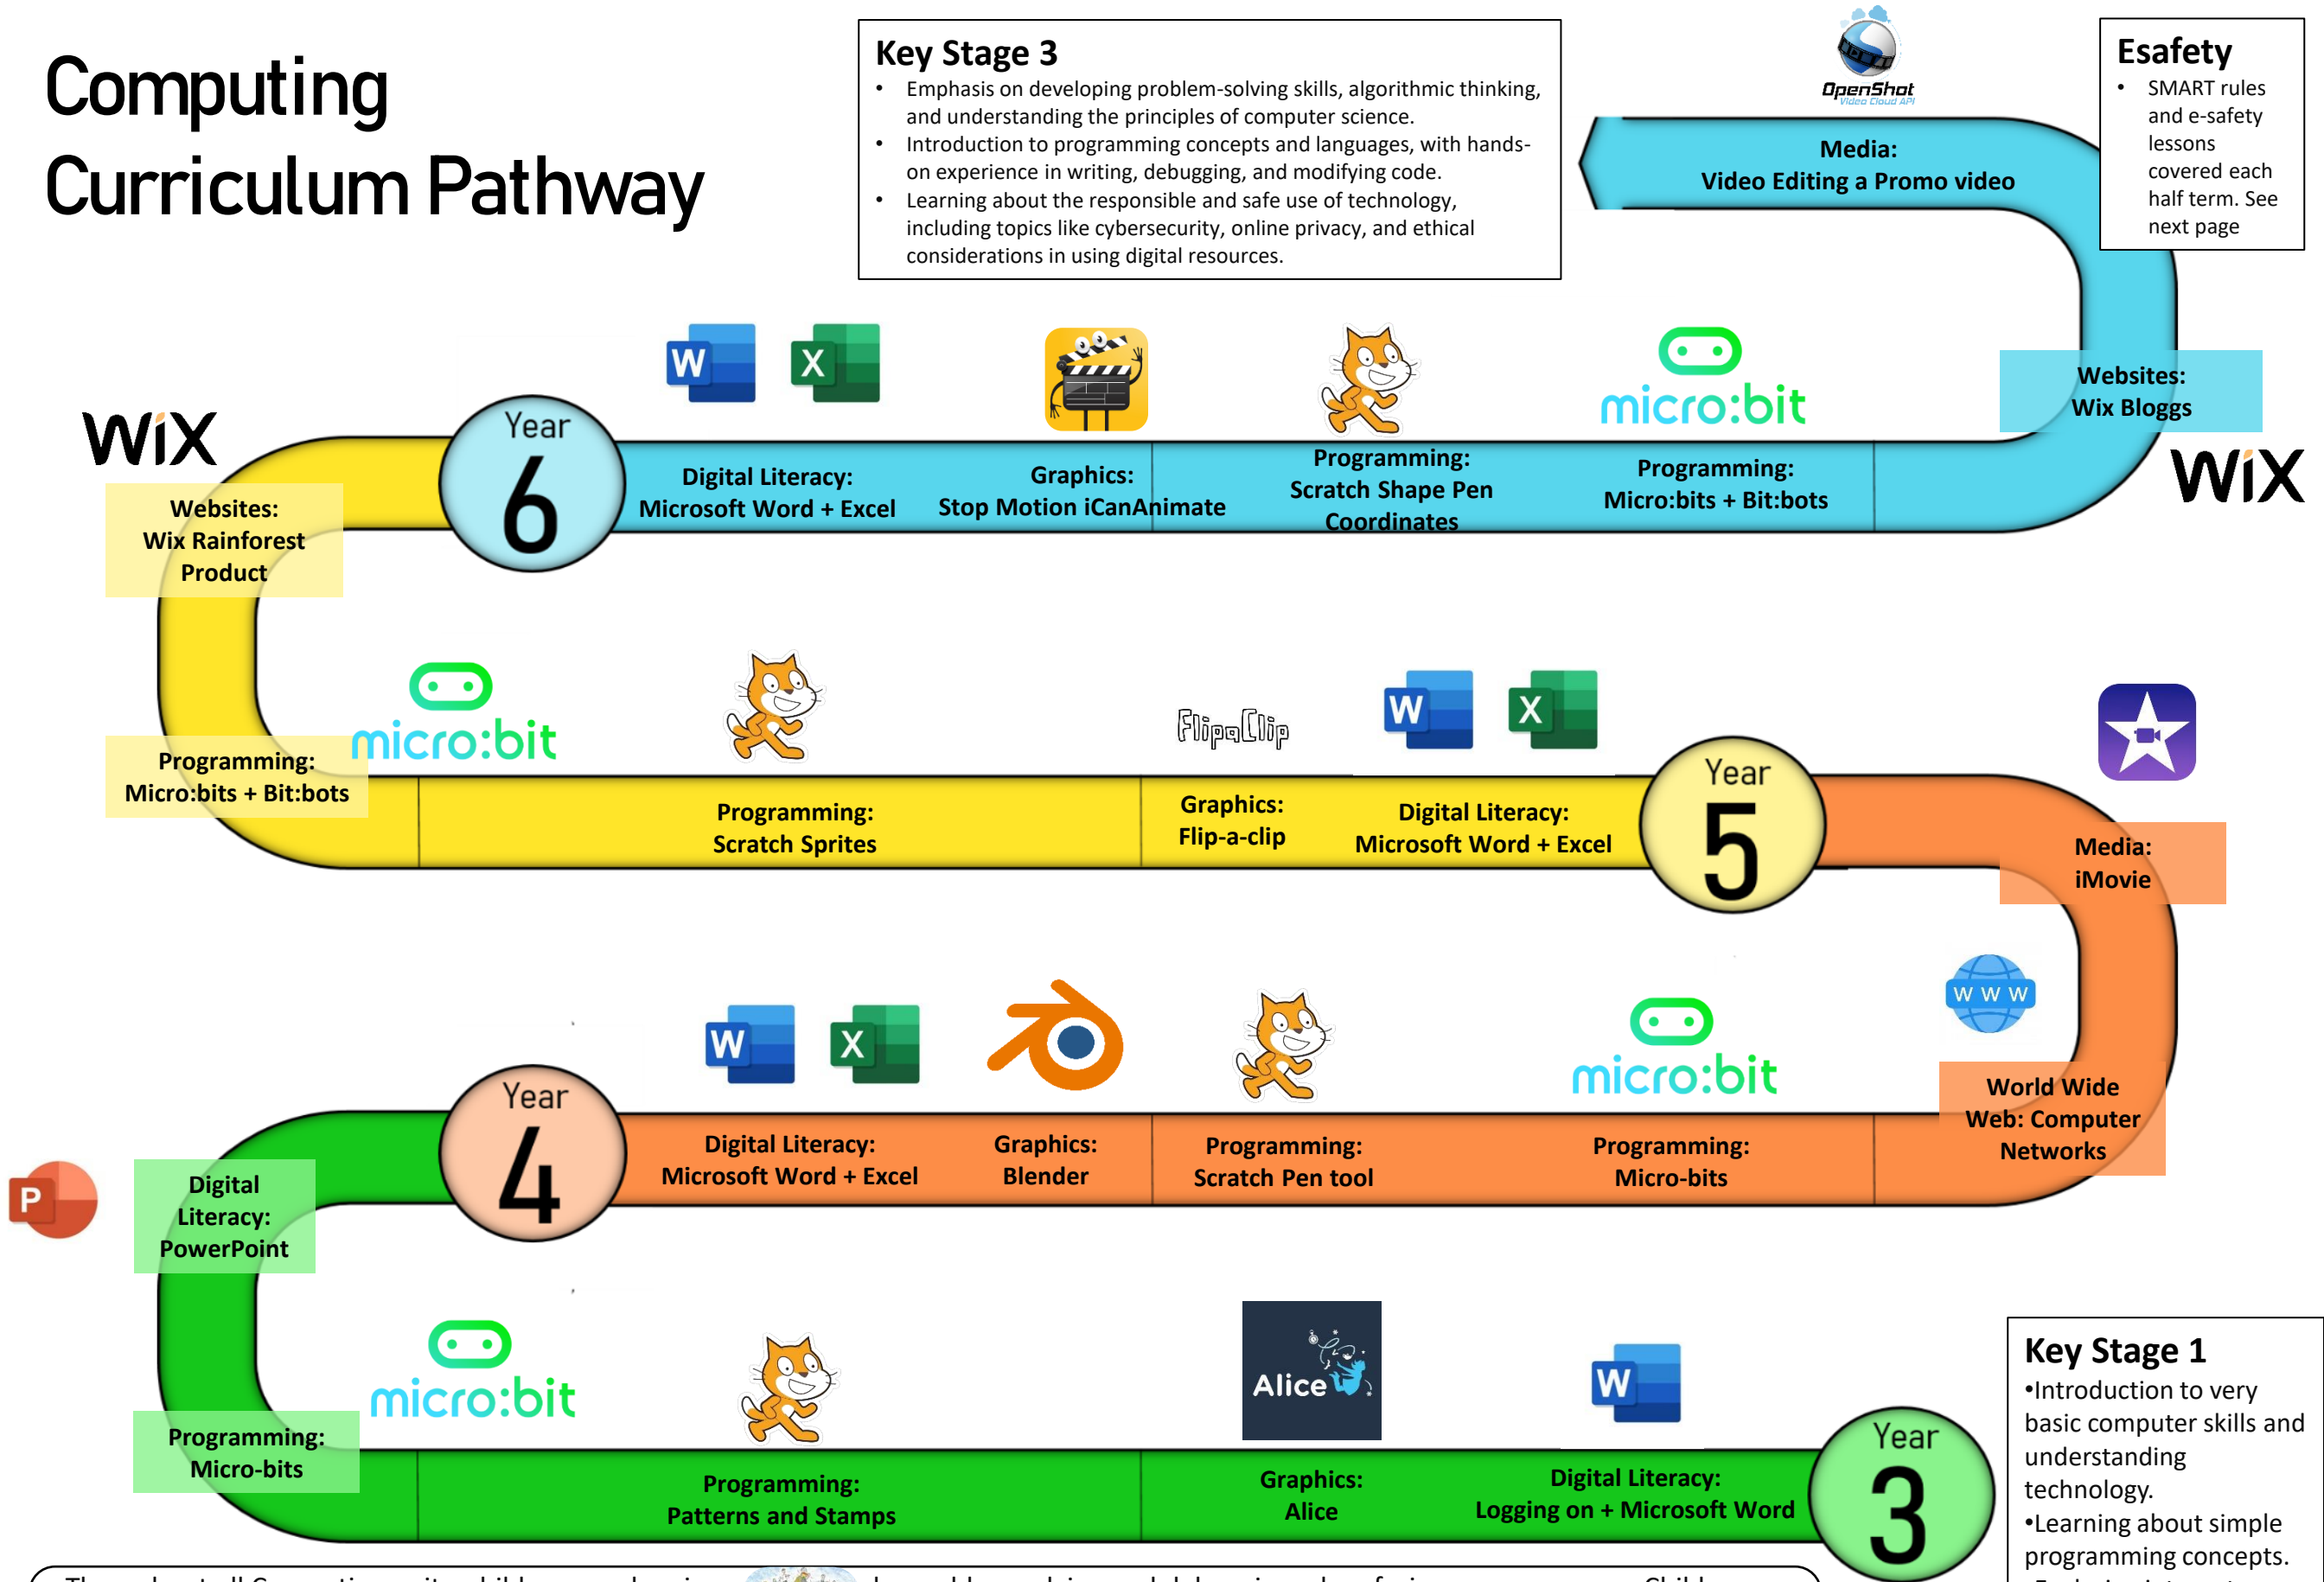 Computing
Curriculum Pathway
Key Stage 3
• Emphasis on developing problem-solving skills, algorithmic thinking,
and understanding the principles of computer science.
• Introduction to programming concepts and languages, with hands-
on experience in writing, debugging, and modifying code.
• Learning about the responsible and safe use of technology,
including topics like cybersecurity, online privacy, and ethical
considerations in using digital resources.
OpenShot
Video Cloud API
Media:
Video Editing a Promo video
Esafety
• SMART rules
and e-safety
lessons
covered each
half term. See
next page
Websites:
Wix Bloggs
WiX
micro:bit
Programming:
Micro:bits + Bit:bots
Programming:
Scratch Shape Pen
Coordinates
Graphics:
Stop Motion iCanAnimate
W X
Digital Literacy:
Microsoft Word + Excel
Year
6
WiX
Websites:
Wix Rainforest
Product
Programming:
Micro:bits + Bit:bots
micro:bit
Programming:
Scratch Sprites
FlipaClip
Graphics:
Flip-a-clip
W X
Digital Literacy:
Microsoft Word + Excel
Year
5
Media:
iMovie
WWW
World Wide
Web: Computer
Networks
micro:bit
Programming:
Micro-bits
Programming:
Scratch Pen tool
Graphics:
Blender
W X
Digital Literacy:
Microsoft Word + Excel
Year
4
P
Digital
Literacy:
PowerPoint
Programming:
Micro-bits
micro:bit
Programming:
Patterns and Stamps
Alice
Graphics:
Alice
W
Digital Literacy:
Logging on + Microsoft Word
Year
3
Key Stage 1
•Introduction to very
basic computer skills and
understanding
technology.
•Learning about simple
programming concepts.